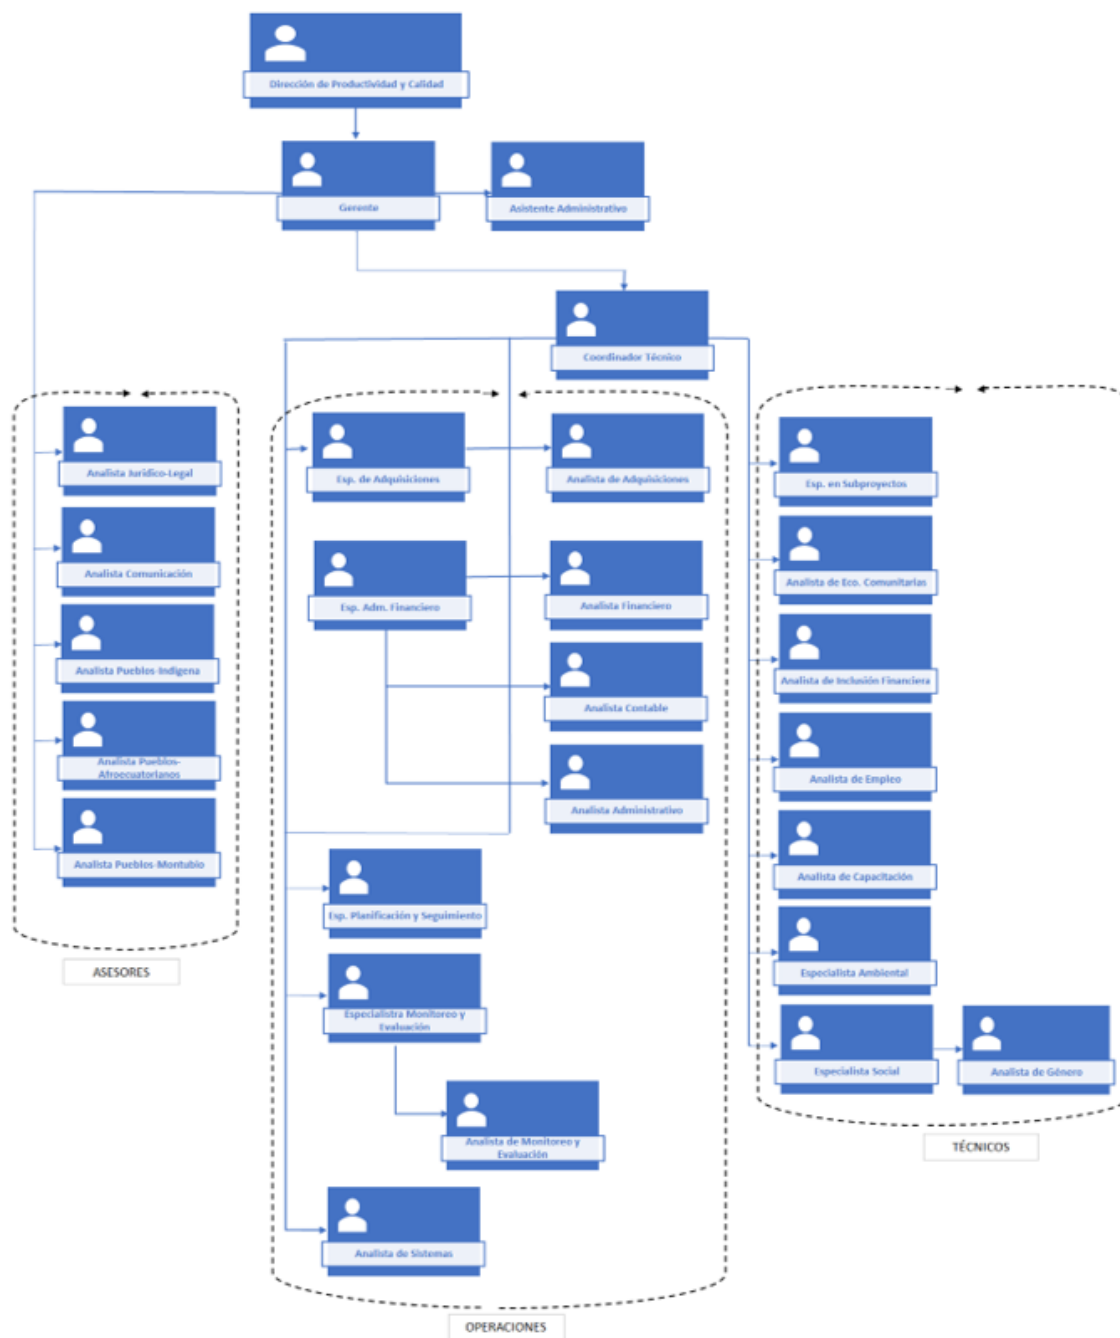 Dirección de Productividad y Calidad
Gerente
Asistente Administrativo
Coordinador Técnico
Analista Jurídico-Legal
Analista Comunicación
Analista Pueblos-Indígena
Analista Pueblos-
Afroecuatorianos
Analista Pueblos-Montubio
ASESORES
Esp. de Adquisiciones
Analista de Adquisiciones
Esp. Adm. Financiero
Analista Financiero
Analista Contable
Analista Administrativo
Esp. Planificación y Seguimiento
Especialistra Monitoreo y
Evaluación
Analista de Monitoreo y
Evaluación
Analista de Sistemas
OPERACIONES
Esp. en Subproyectos
Analista de Eco. Comunitarias
Analista de Inclusión Financiera
Analista de Empleo
Analista de Capacitación
Especialista Ambiental
Especialista Social
Analista de Género
TÉCNICOS